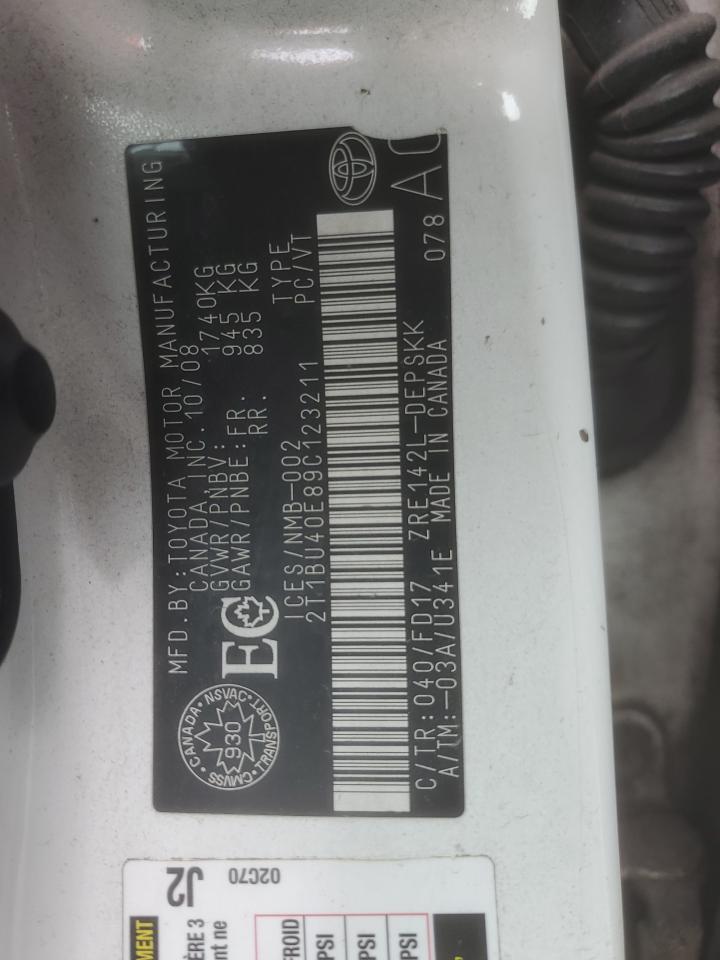 MFD.BY:TOYOTA MOTOR MANUFACTURING
CANADA,INC. 10/08
GVWR/PNBV: 1740KG
GAWR/PNBE:FR. 945 KG
RR. 835 KG
CANADA • NSVAC • TRANSPORT • CMVSS •
930
EC
ICES/NMB-002 TYPE
2T1BU40E89C123211 PC/VT
C/TR:040/FD17 ZRE142L-DEPSKK 078
A/TM:-03A/U341E MADE IN CANADA
J2
02C70
MENT
ÈRE 3
nt ne
FROID
PSI
PSI
PSI